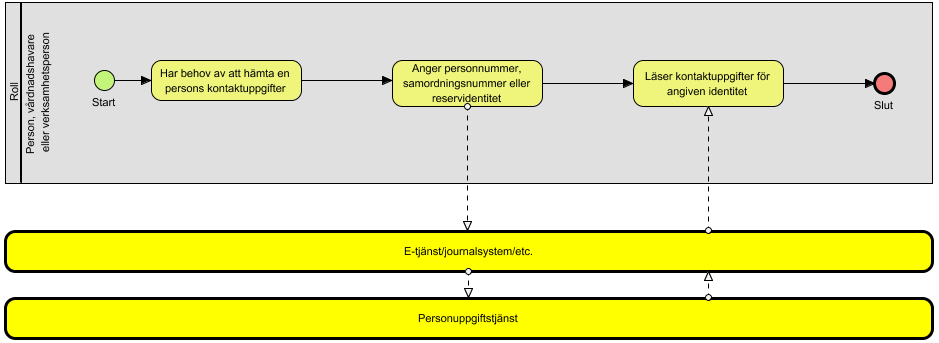 Roll
Person, vårdnadshavare
eller verksamhetsperson
Start
Har behov av att hämta en
persons kontaktuppgifter
Anger personnummer,
samordningsnummer eller
reservidentitet
Läser kontaktuppgifter för
angiven identitet
Slut
E-tjänst/journalsystem/etc.
Personuppgiftstjänst